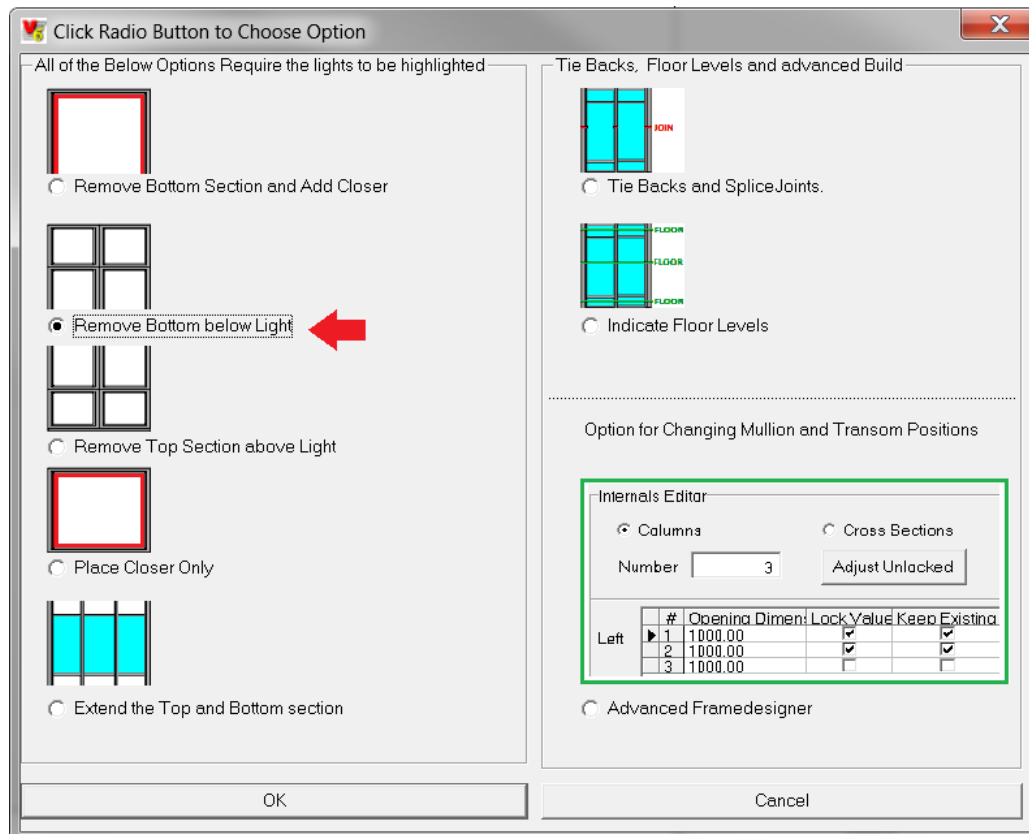 Click Radio Button to Choose Option
All of the Below Options Require the lights to be highlighted
Remove Bottom Section and Add Closer
Remove Bottom below Light
Remove Top Section above Light
Place Closer Only
Extend the Top and Bottom section
Tie Backs, Floor Levels and advanced Build
JOIN
Tie Backs and SpliceJoints.
FLOOR
FLOOR
FLOOR
Indicate Floor Levels
Option for Changing Mullion and Transom Positions
Internals Editor
Columns Cross Sections
Number 3 Adjust Unlocked
# Opening Dimen: Lock Value Keep Existing
Left 1 1000.00
2 1000.00
3 1000.00
Advanced Framedesigner
OK Cancel